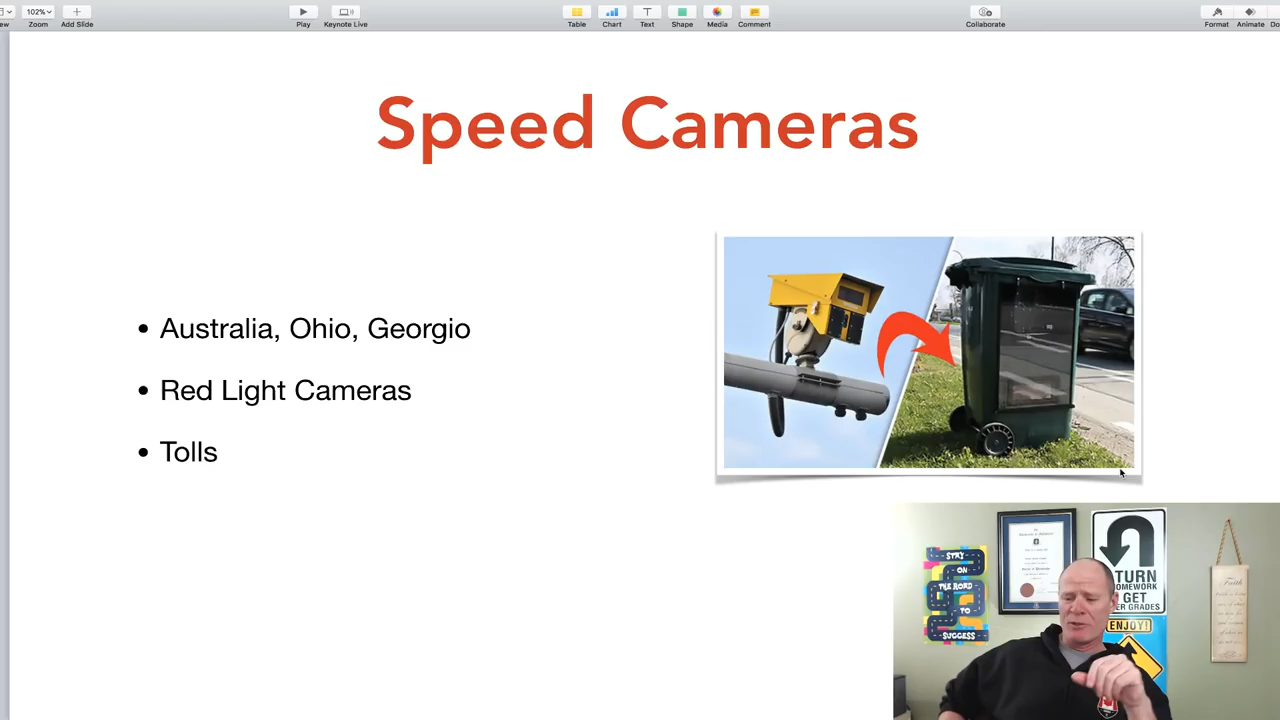 102%
Zoom
Add Slide
Play
Keynote Live
Table
Chart
Text
Shape
Media
Comment
Collaborate
Format
Animate
Speed Cameras
• Australia, Ohio, Georgio
• Red Light Cameras
• Tolls
STAY
ON
THE ROAD
TO
SUCCESS
TURN
HOMEWORK
GET
GRADES
ENJOY!
Faith